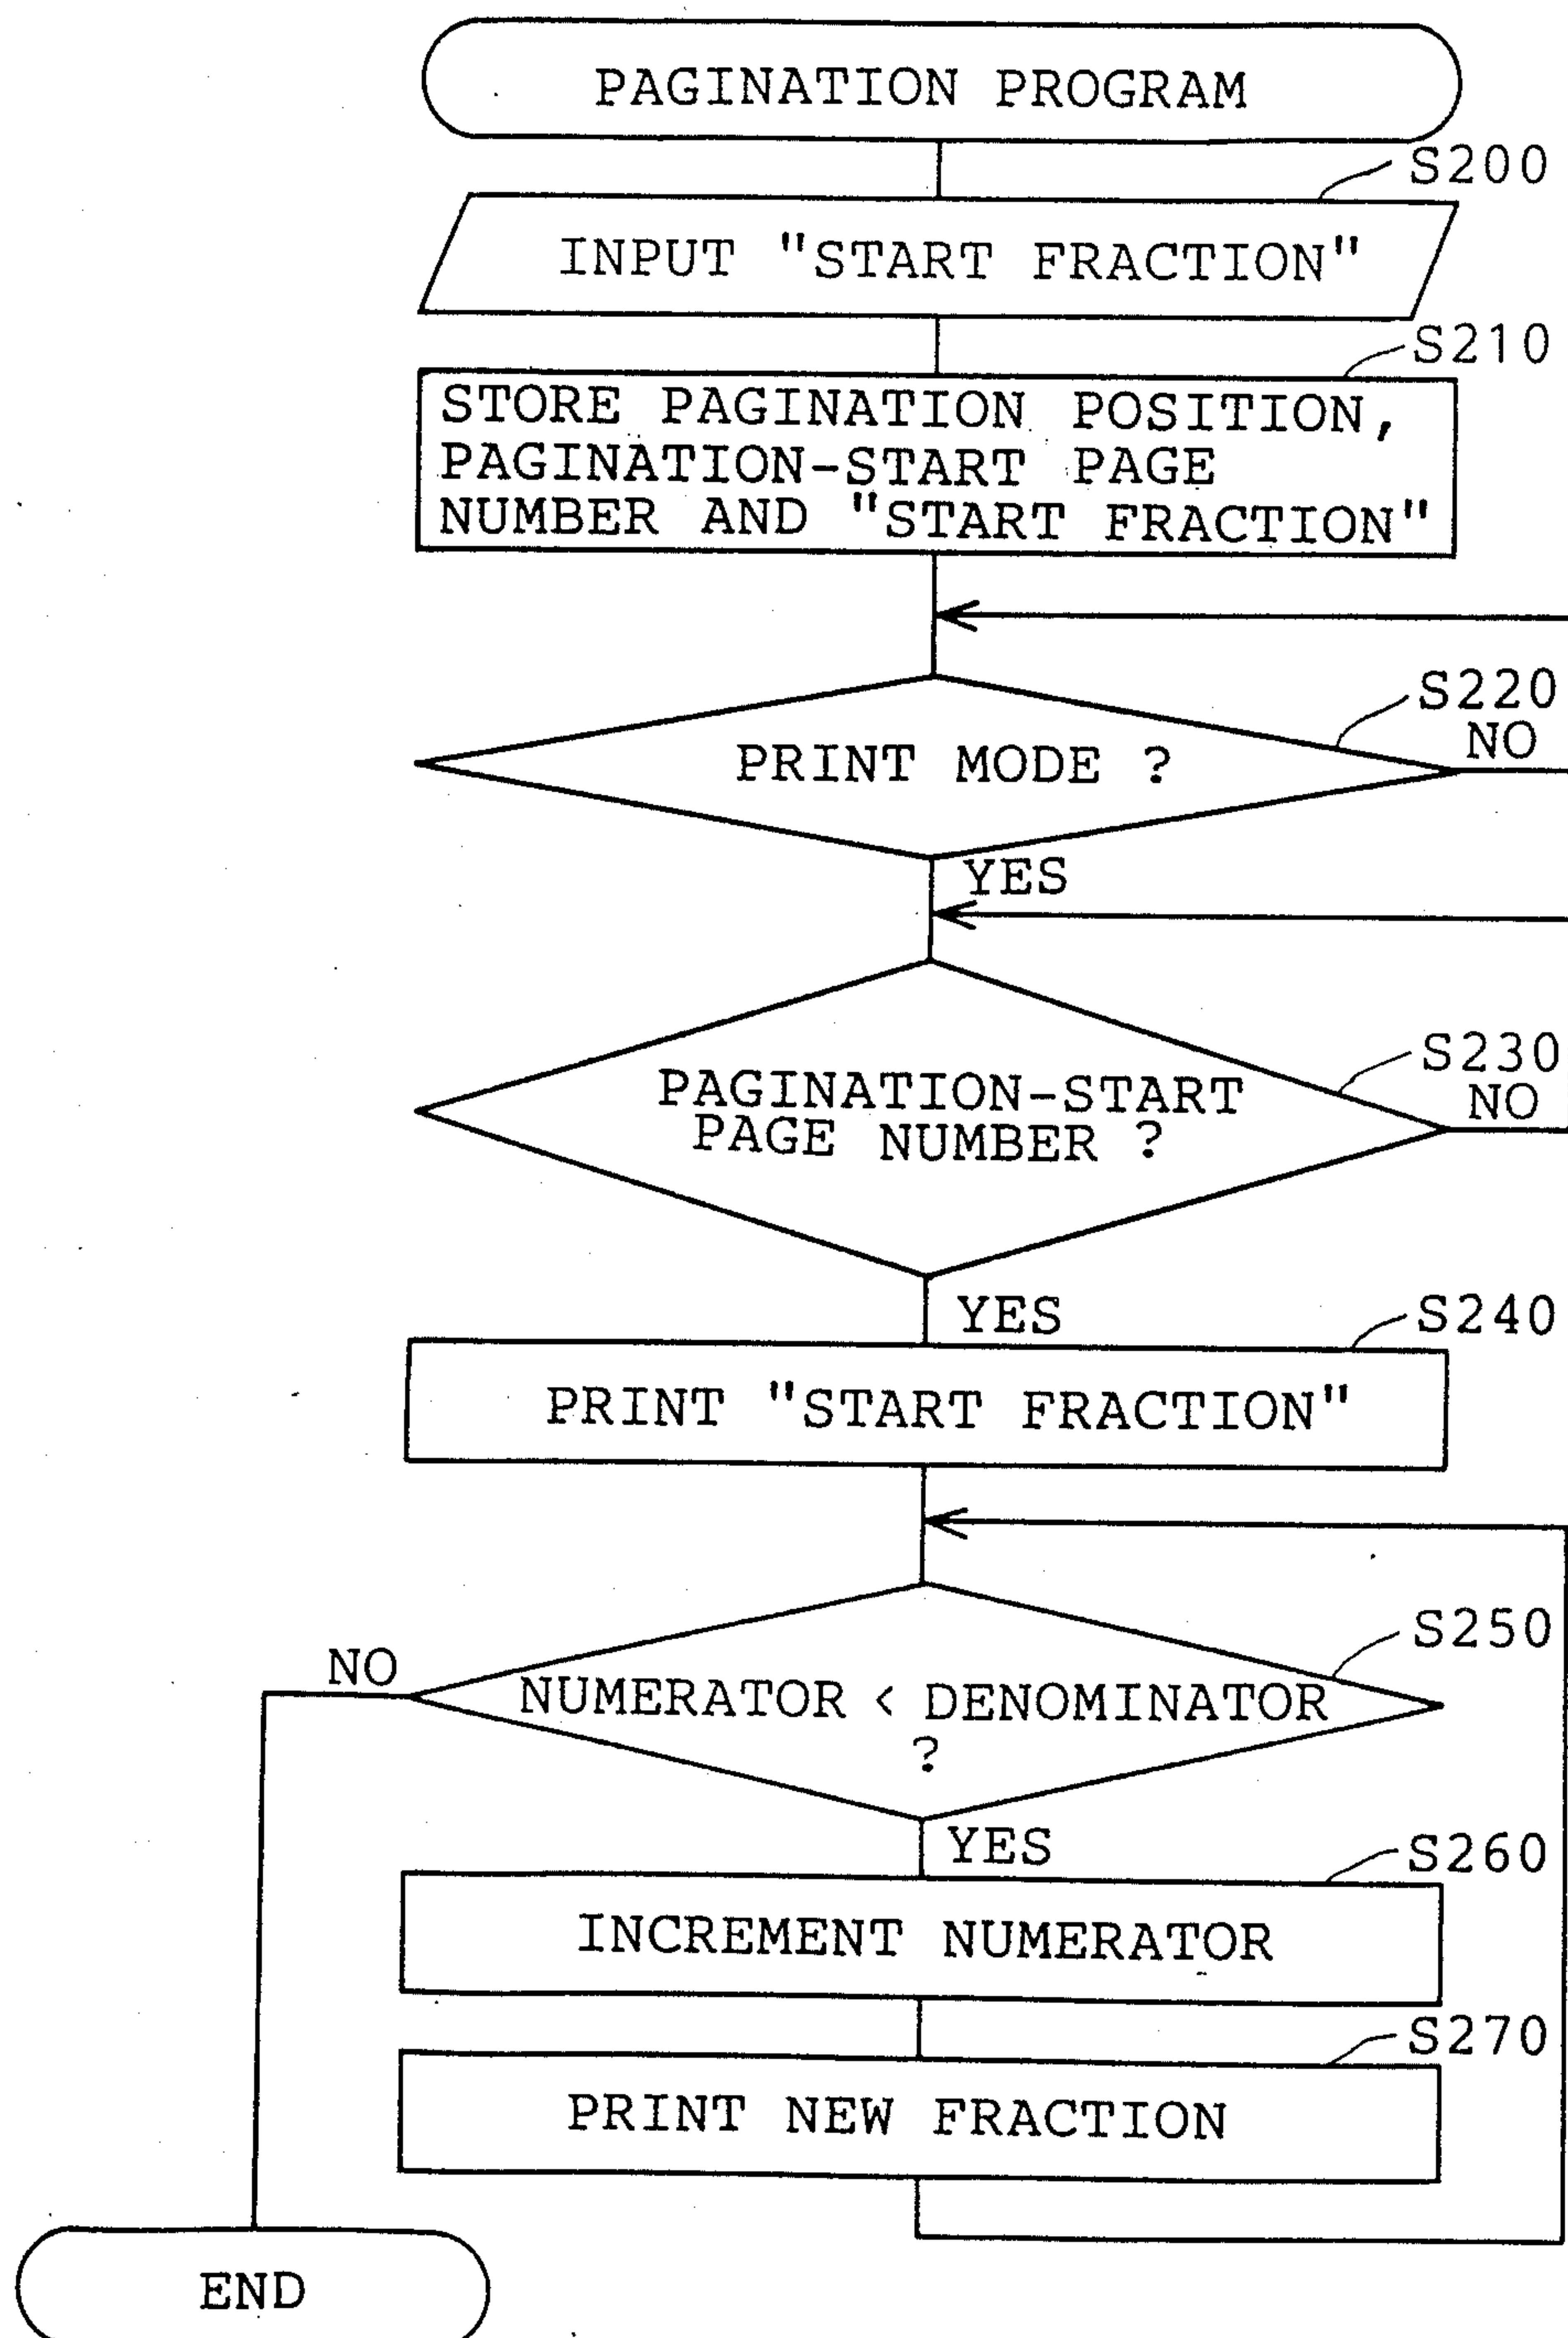 PAGINATION PROGRAM
S200
INPUT "START FRACTION"
S210
STORE PAGINATION POSITION,
PAGINATION-START PAGE
NUMBER AND "START FRACTION"
S220
NO
PRINT MODE ?
YES
S230
NO
PAGINATION-START
PAGE NUMBER ?
YES
S240
PRINT "START FRACTION"
S250
NO
NUMERATOR < DENOMINATOR
?
YES
S260
INCREMENT NUMERATOR
S270
PRINT NEW FRACTION
END